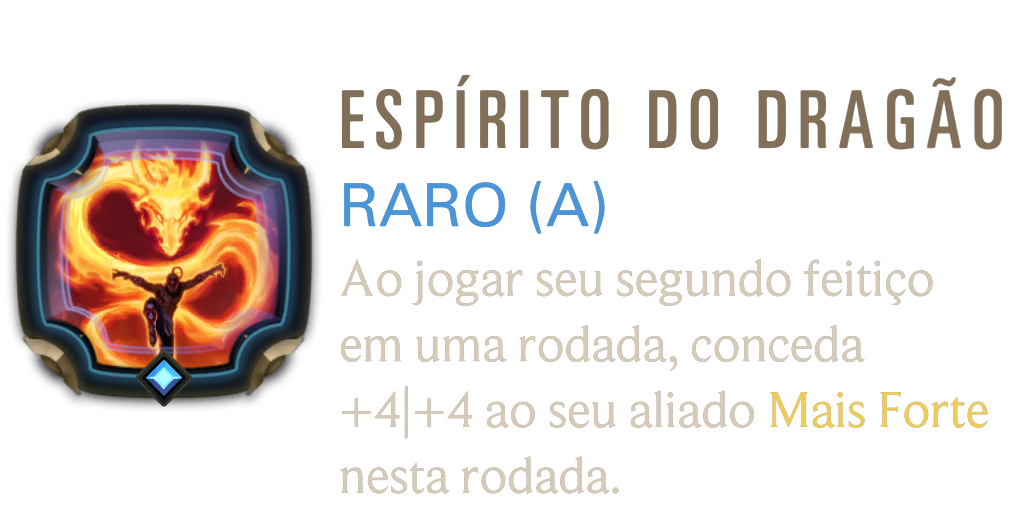 ESPÍRITO DO DRAGÃO
RARO (A)
Ao jogar seu segundo feitiço
em uma rodada, conceda
+4|+4 ao seu aliado Mais Forte
nesta rodada.